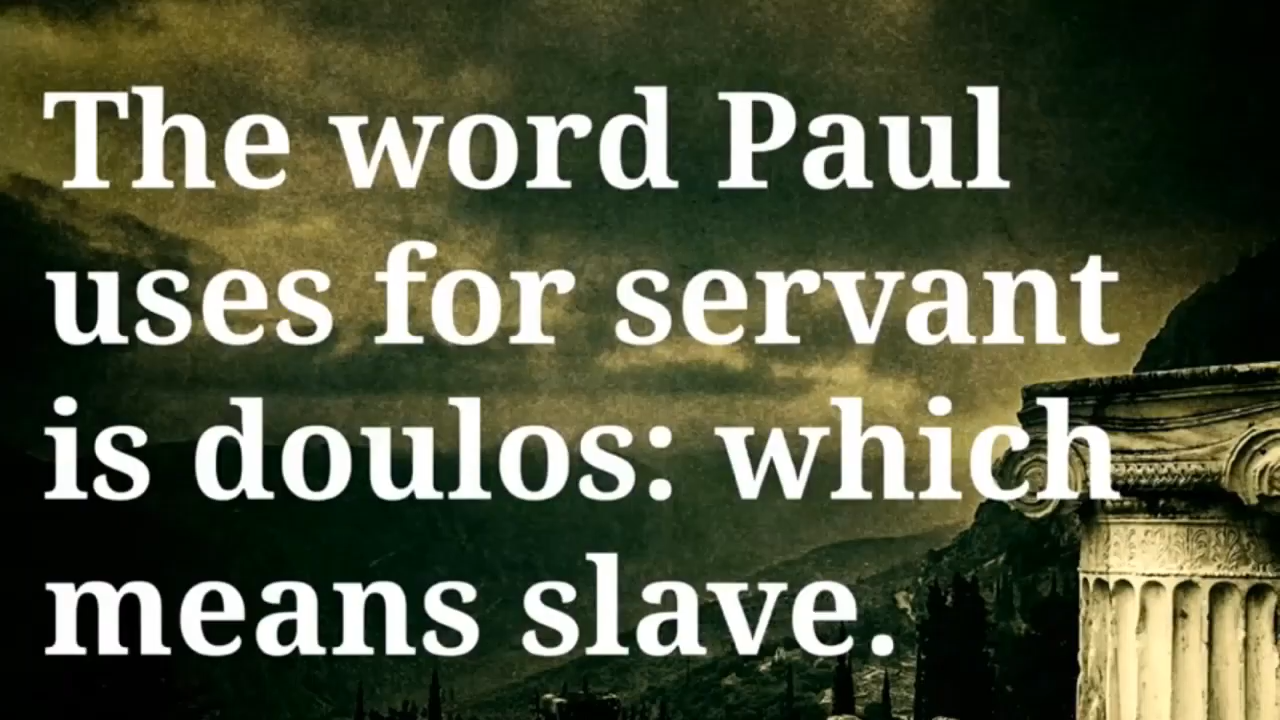 The word Paul
uses for servant
is doulos: which
means slave.